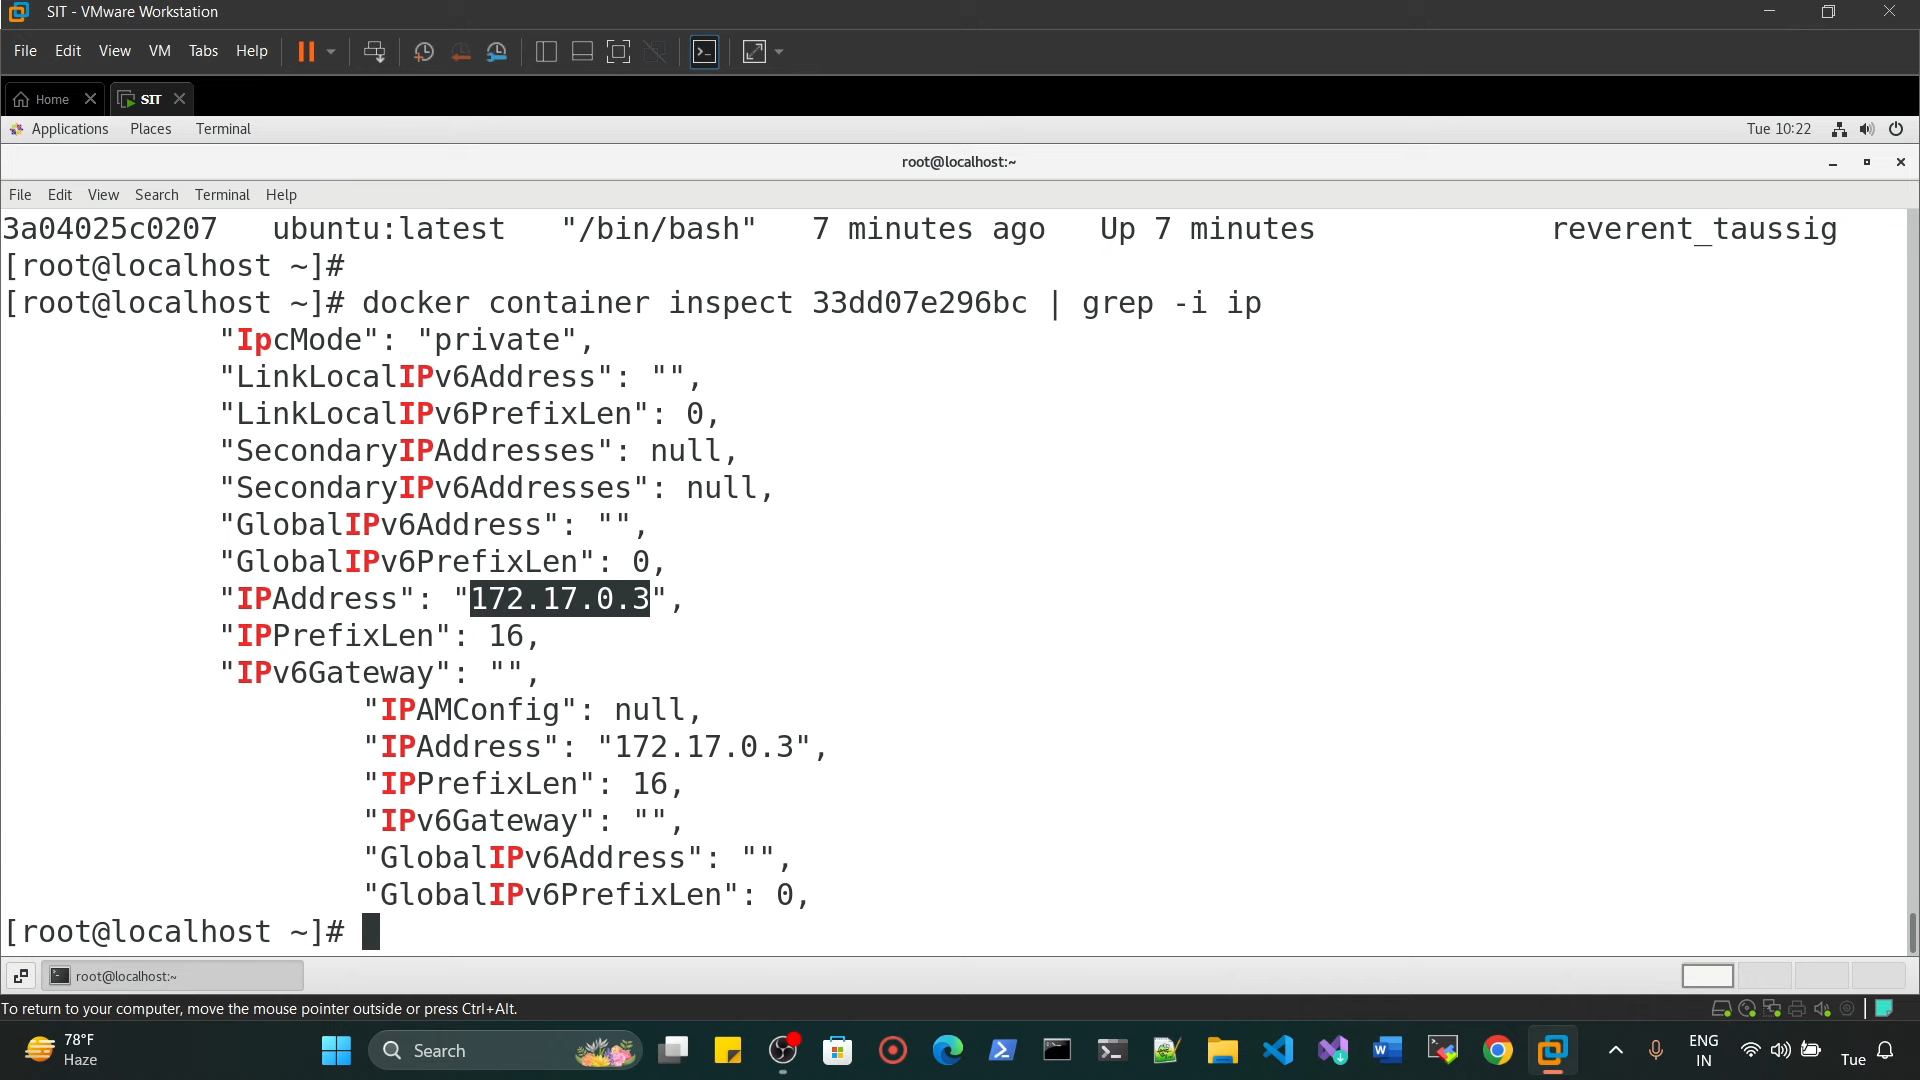 SIT - VMware Workstation
File Edit View VM Tabs Help
Home SIT
Applications Places Terminal Tue 10:22
root@localhost:~
File Edit View Search Terminal Help
3a04025c0207 ubuntu:latest "/bin/bash" 7 minutes ago Up 7 minutes reverent_taussig
[root@localhost ~]#
[root@localhost ~]# docker container inspect 33dd07e296bc | grep -i ip
"IpcMode": "private",
"LinkLocalIPv6Address": "",
"LinkLocalIPv6PrefixLen": 0,
"SecondaryIPAddresses": null,
"SecondaryIPv6Addresses": null,
"GlobalIPv6Address": "",
"GlobalIPv6PrefixLen": 0,
"IPAddress": "172.17.0.3",
"IPPrefixLen": 16,
"IPv6Gateway": "",
"IPAMConfig": null,
"IPAddress": "172.17.0.3",
"IPPrefixLen": 16,
"IPv6Gateway": "",
"GlobalIPv6Address": "",
"GlobalIPv6PrefixLen": 0,
[root@localhost ~]#
root@localhost:~
To return to your computer, move the mouse pointer outside or press Ctrl+Alt.
78°F
Haze
Search
ENG
IN
Tue